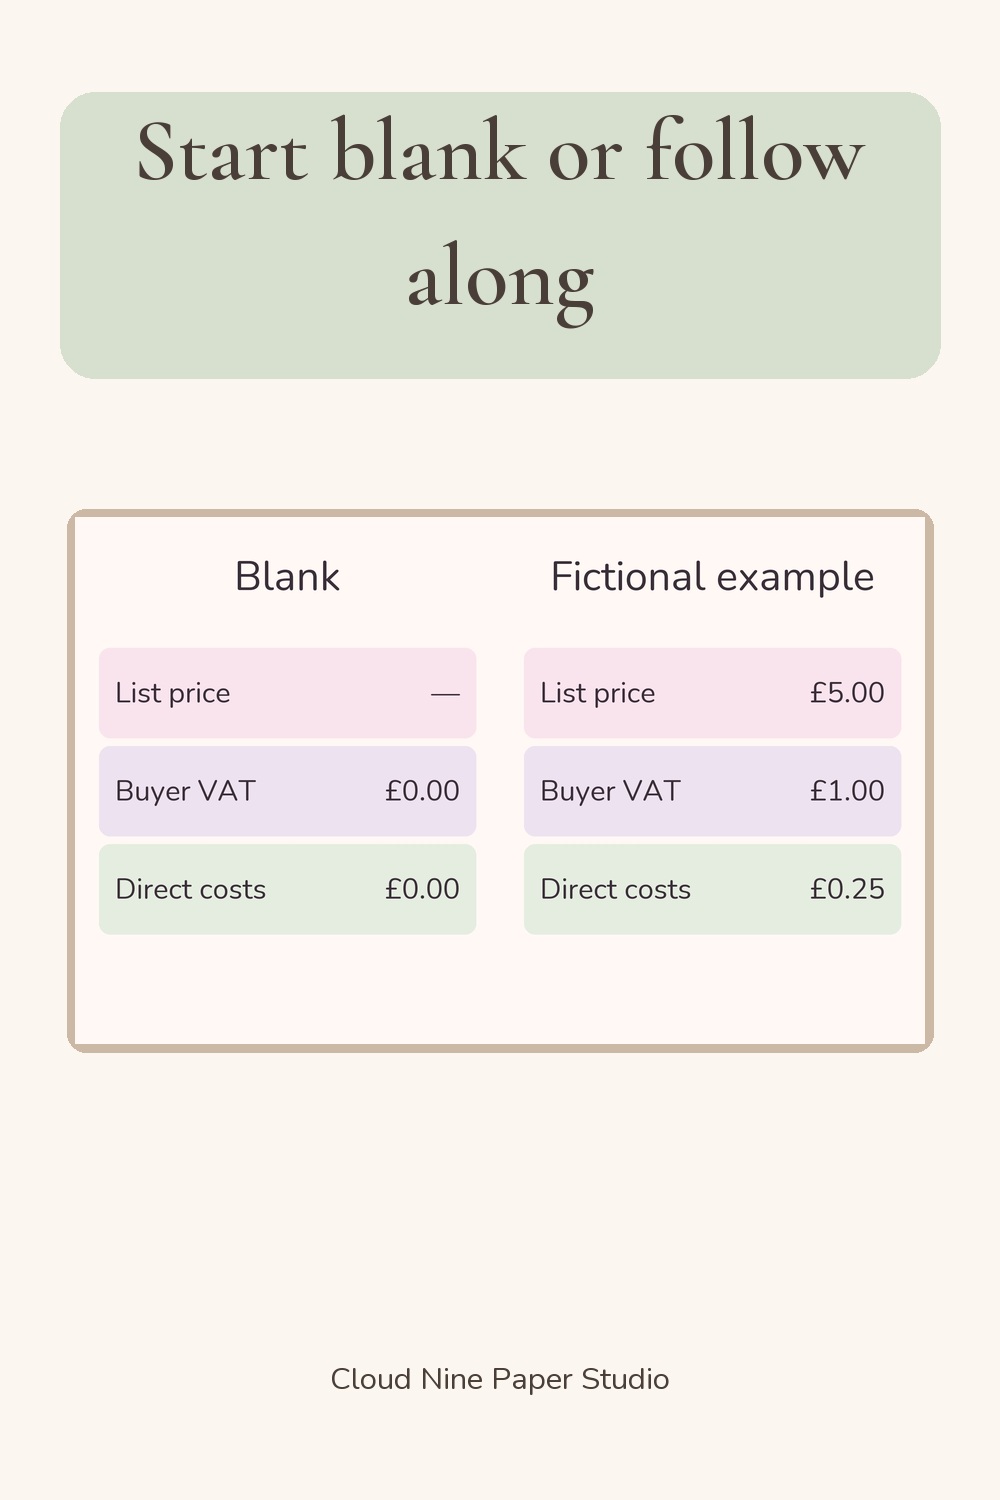 Start blank or follow
along
Blank
List price —
Buyer VAT £0.00
Direct costs £0.00
Fictional example
List price £5.00
Buyer VAT £1.00
Direct costs £0.25
Cloud Nine Paper Studio